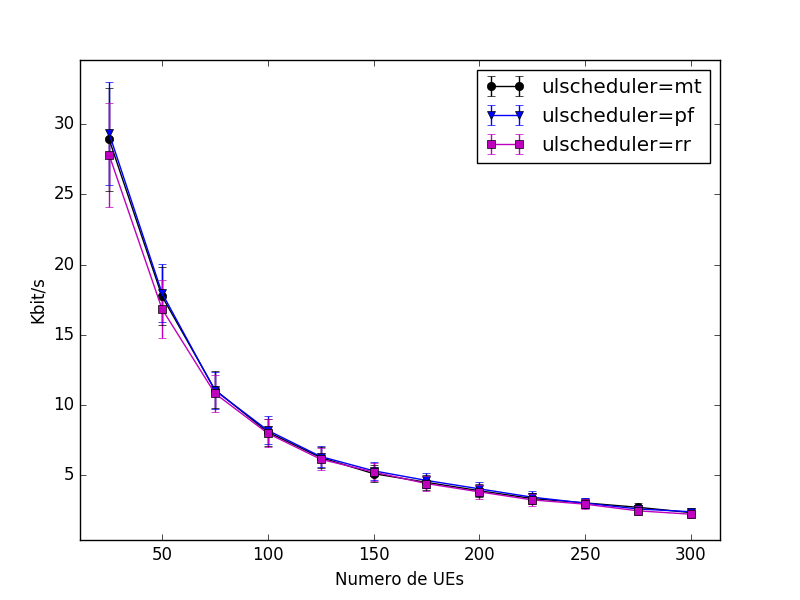 ulscheduler=mt
ulscheduler=pf
ulscheduler=rr
30
25
20
15
10
5
Kbit/s
50 100 150 200 250 300
Numero de UEs